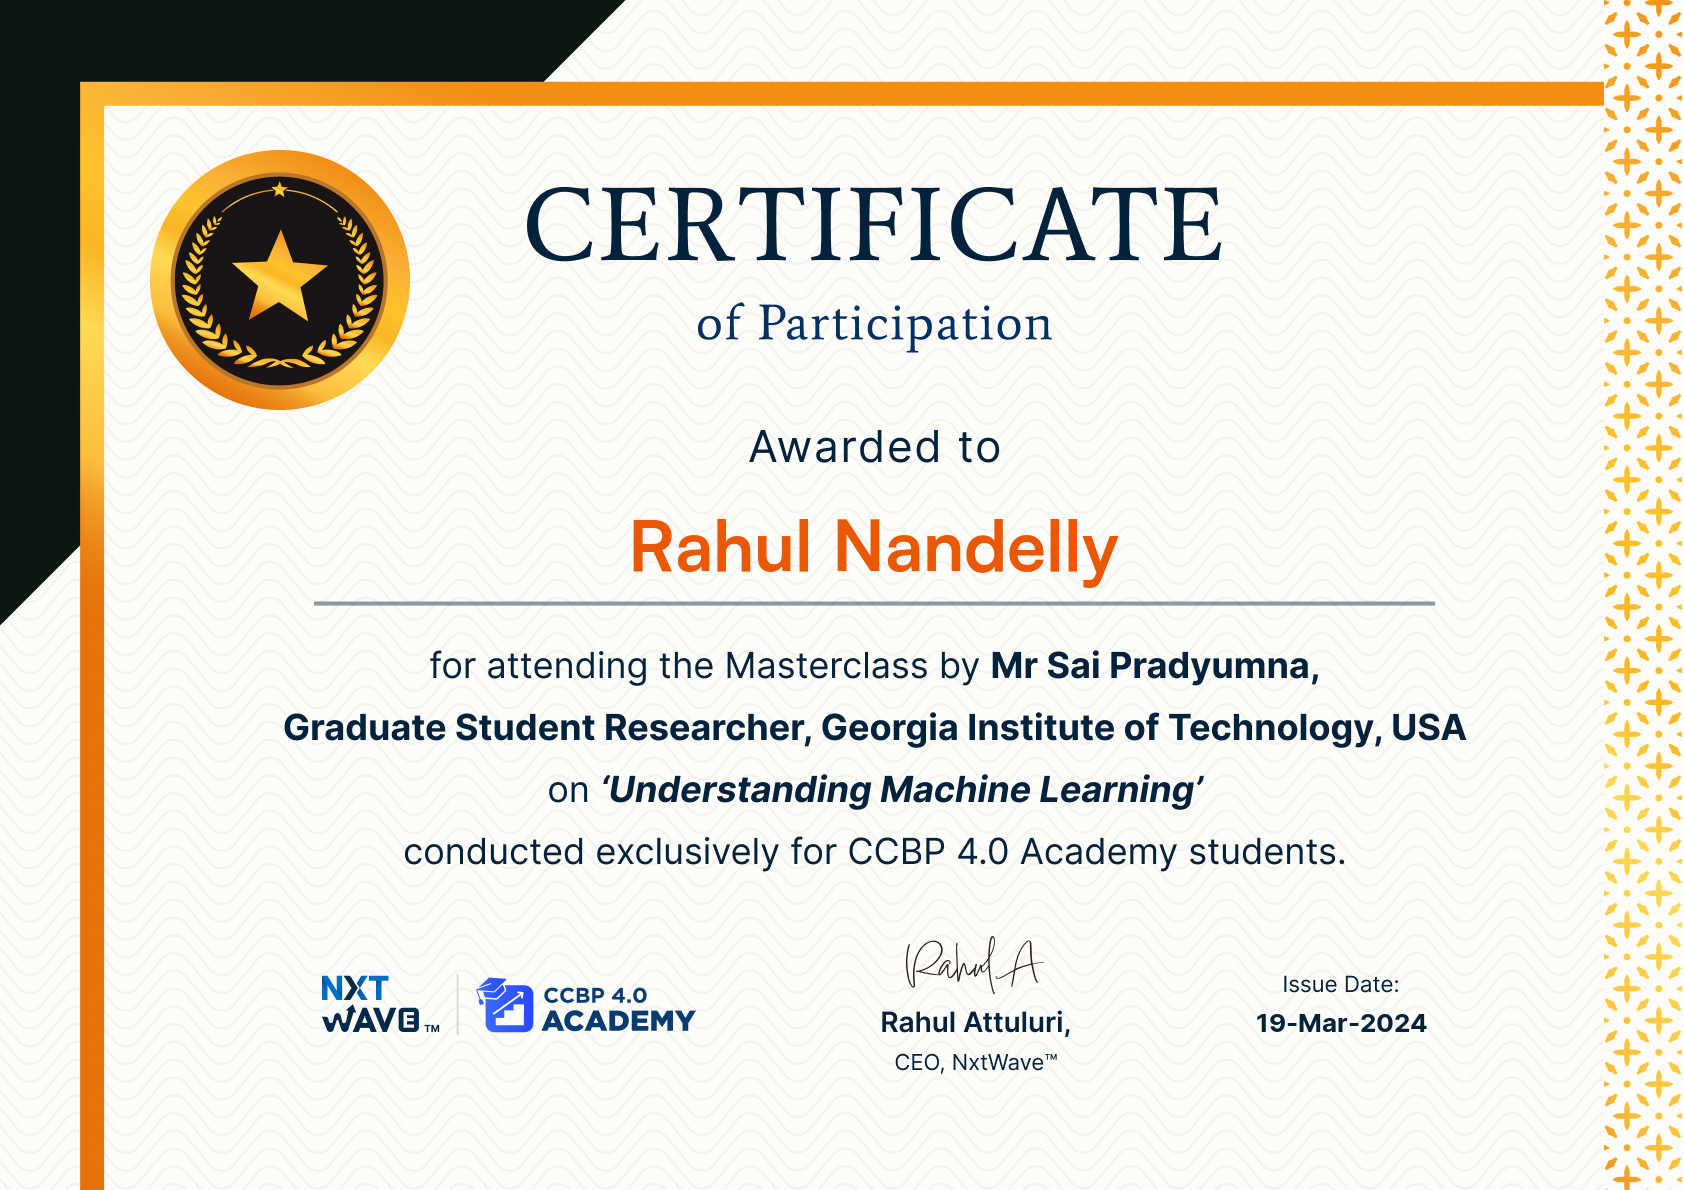 CERTIFICATE
of Participation
Awarded to
Rahul Nandelly
for attending the Masterclass by Mr Sai Pradyumna,
Graduate Student Researcher, Georgia Institute of Technology, USA
on ‘Understanding Machine Learning’
conducted exclusively for CCBP 4.0 Academy students.
NXT
WAVE™
CCBP 4.0
ACADEMY
Rahul A
Rahul Attuluri,
CEO, NxtWave™
Issue Date:
19-Mar-2024